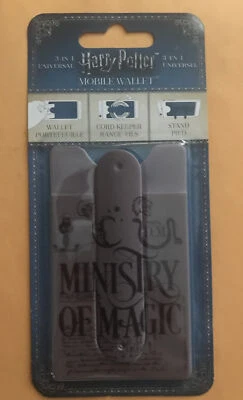 3 IN 1
UNIVERSAL
Harry Potter
3 EN 1
UNIVERSEL
MOBILE WALLET
WALLET
PORTEFEUILLE
CORD KEEPER
RANGE-FILS
STAND
PIED
MINISTRY
OF MAGIC